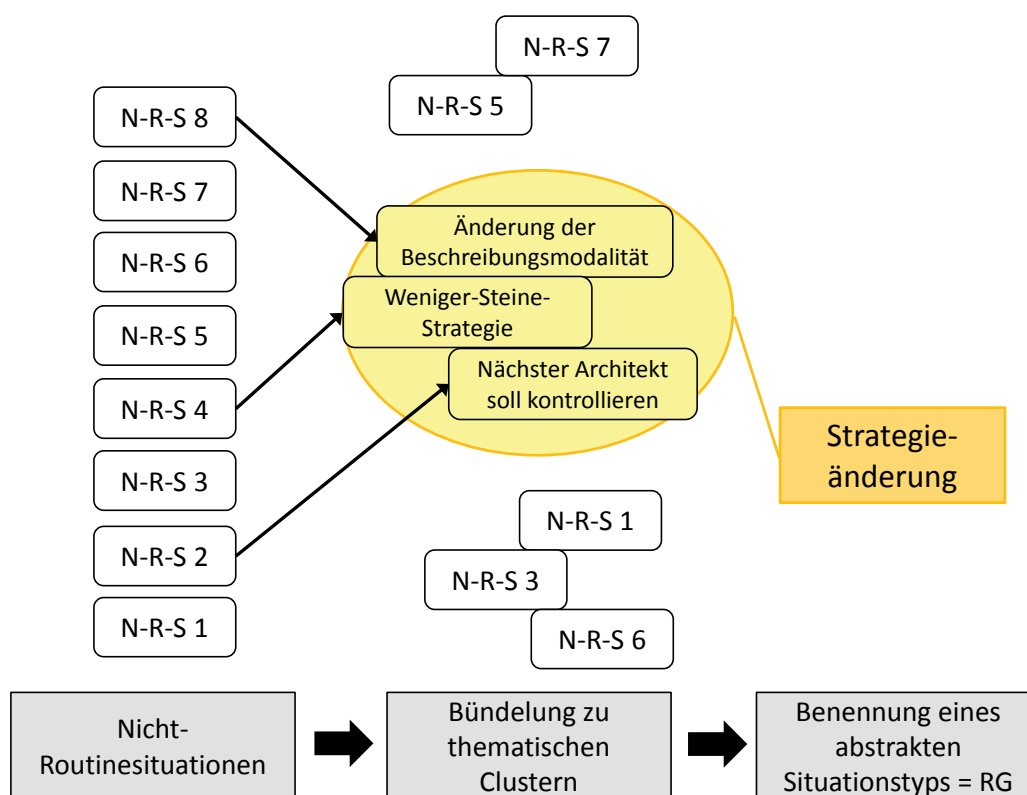 N-R-S 8
N-R-S 7
N-R-S 6
N-R-S 5
N-R-S 4
N-R-S 3
N-R-S 2
N-R-S 1
N-R-S 7
N-R-S 5
Änderung der
Beschreibungsmodalität
Weniger-Steine-
Strategie
Nächster Architekt
soll kontrollieren
N-R-S 1
N-R-S 3
N-R-S 6
Strategie-
änderung
Nicht-
Routinesituationen
Bündelung zu
thematischen
Clustern
Benennung eines
abstrakten
Situationstyps = RG